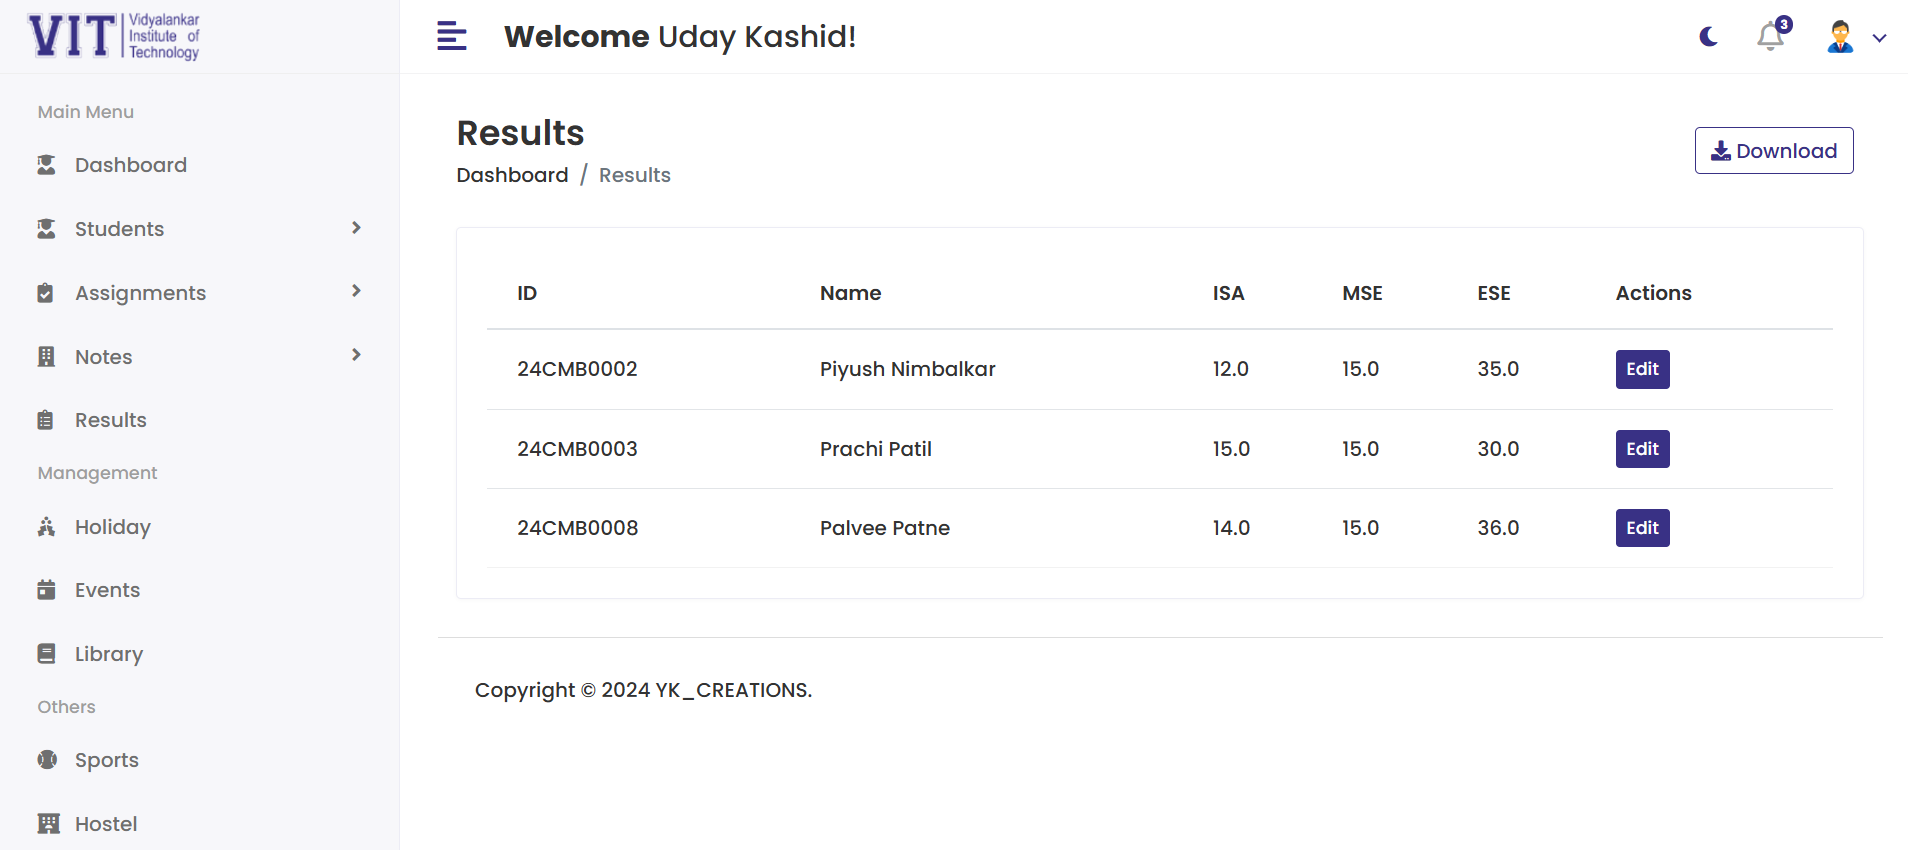 VIT Vidyalankar
Institute of
Technology
Welcome Uday Kashid!
3
Main Menu
Dashboard
Students
Assignments
Notes
Results
Management
Holiday
Events
Library
Others
Sports
Hostel
Results
Dashboard / Results
Download
ID Name ISA MSE ESE Actions
24CMB0002 Piyush Nimbalkar 12.0 15.0 35.0 Edit
24CMB0003 Prachi Patil 15.0 15.0 30.0 Edit
24CMB0008 Palvee Patne 14.0 15.0 36.0 Edit
Copyright © 2024 YK_CREATIONS.